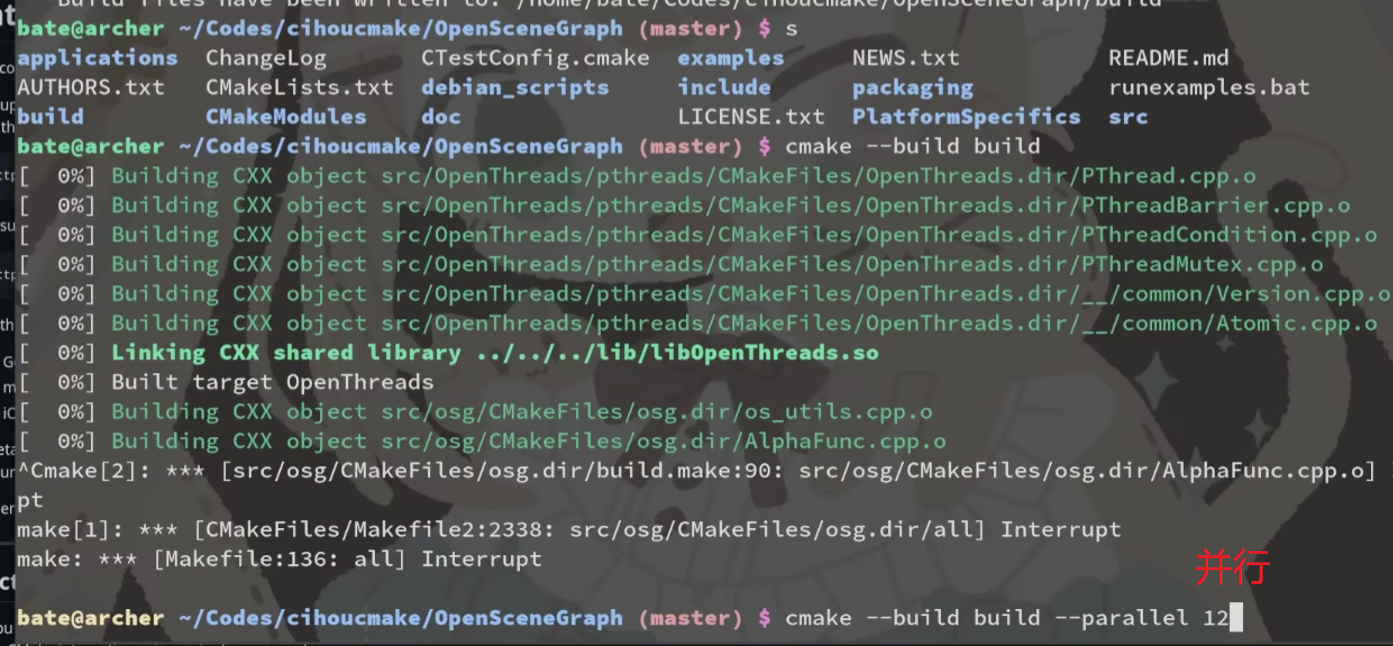 Build files have been written to: /home/bate/Codes/cihoucmake/OpenSceneGraph/build
bate@archer ~/Codes/cihoucmake/OpenSceneGraph (master) $ s
applications ChangeLog CTestConfig.cmake examples NEWS.txt README.md
AUTHORS.txt CMakeLists.txt debian_scripts include packaging runexamples.bat
build CMakeModules doc LICENSE.txt PlatformSpecifics src
bate@archer ~/Codes/cihoucmake/OpenSceneGraph (master) $ cmake --build build
[ 0%] Building CXX object src/OpenThreads/pthreads/CMakeFiles/OpenThreads.dir/PThread.cpp.o
[ 0%] Building CXX object src/OpenThreads/pthreads/CMakeFiles/OpenThreads.dir/PThreadBarrier.cpp.o
[ 0%] Building CXX object src/OpenThreads/pthreads/CMakeFiles/OpenThreads.dir/PThreadCondition.cpp.o
[ 0%] Building CXX object src/OpenThreads/pthreads/CMakeFiles/OpenThreads.dir/PThreadMutex.cpp.o
[ 0%] Building CXX object src/OpenThreads/pthreads/CMakeFiles/OpenThreads.dir/__/common/Version.cpp.o
[ 0%] Building CXX object src/OpenThreads/pthreads/CMakeFiles/OpenThreads.dir/__/common/Atomic.cpp.o
[ 0%] Linking CXX shared library ../../../lib/libOpenThreads.so
[ 0%] Built target OpenThreads
[ 0%] Building CXX object src/osg/CMakeFiles/osg.dir/os_utils.cpp.o
[ 0%] Building CXX object src/osg/CMakeFiles/osg.dir/AlphaFunc.cpp.o
^Cmake[2]: *** [src/osg/CMakeFiles/osg.dir/build.make:90: src/osg/CMakeFiles/osg.dir/AlphaFunc.cpp.o]
pt
make[1]: *** [CMakeFiles/Makefile2:2338: src/osg/CMakeFiles/osg.dir/all] Interrupt
make: *** [Makefile:136: all] Interrupt
并行
bate@archer ~/Codes/cihoucmake/OpenSceneGraph (master) $ cmake --build build --parallel 12